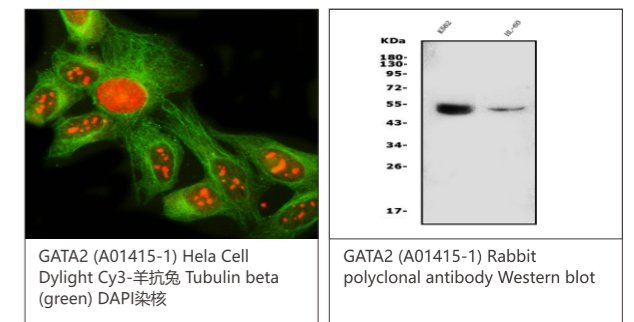 K562
HL-60
KDa
180-
130-
95-
72-
55-
43-
34-
26-
17-
GATA2 (A01415-1) Hela Cell
Dylight Cy3-羊抗兔 Tubulin beta
(green) DAPI染核
GATA2 (A01415-1) Rabbit
polyclonal antibody Western blot